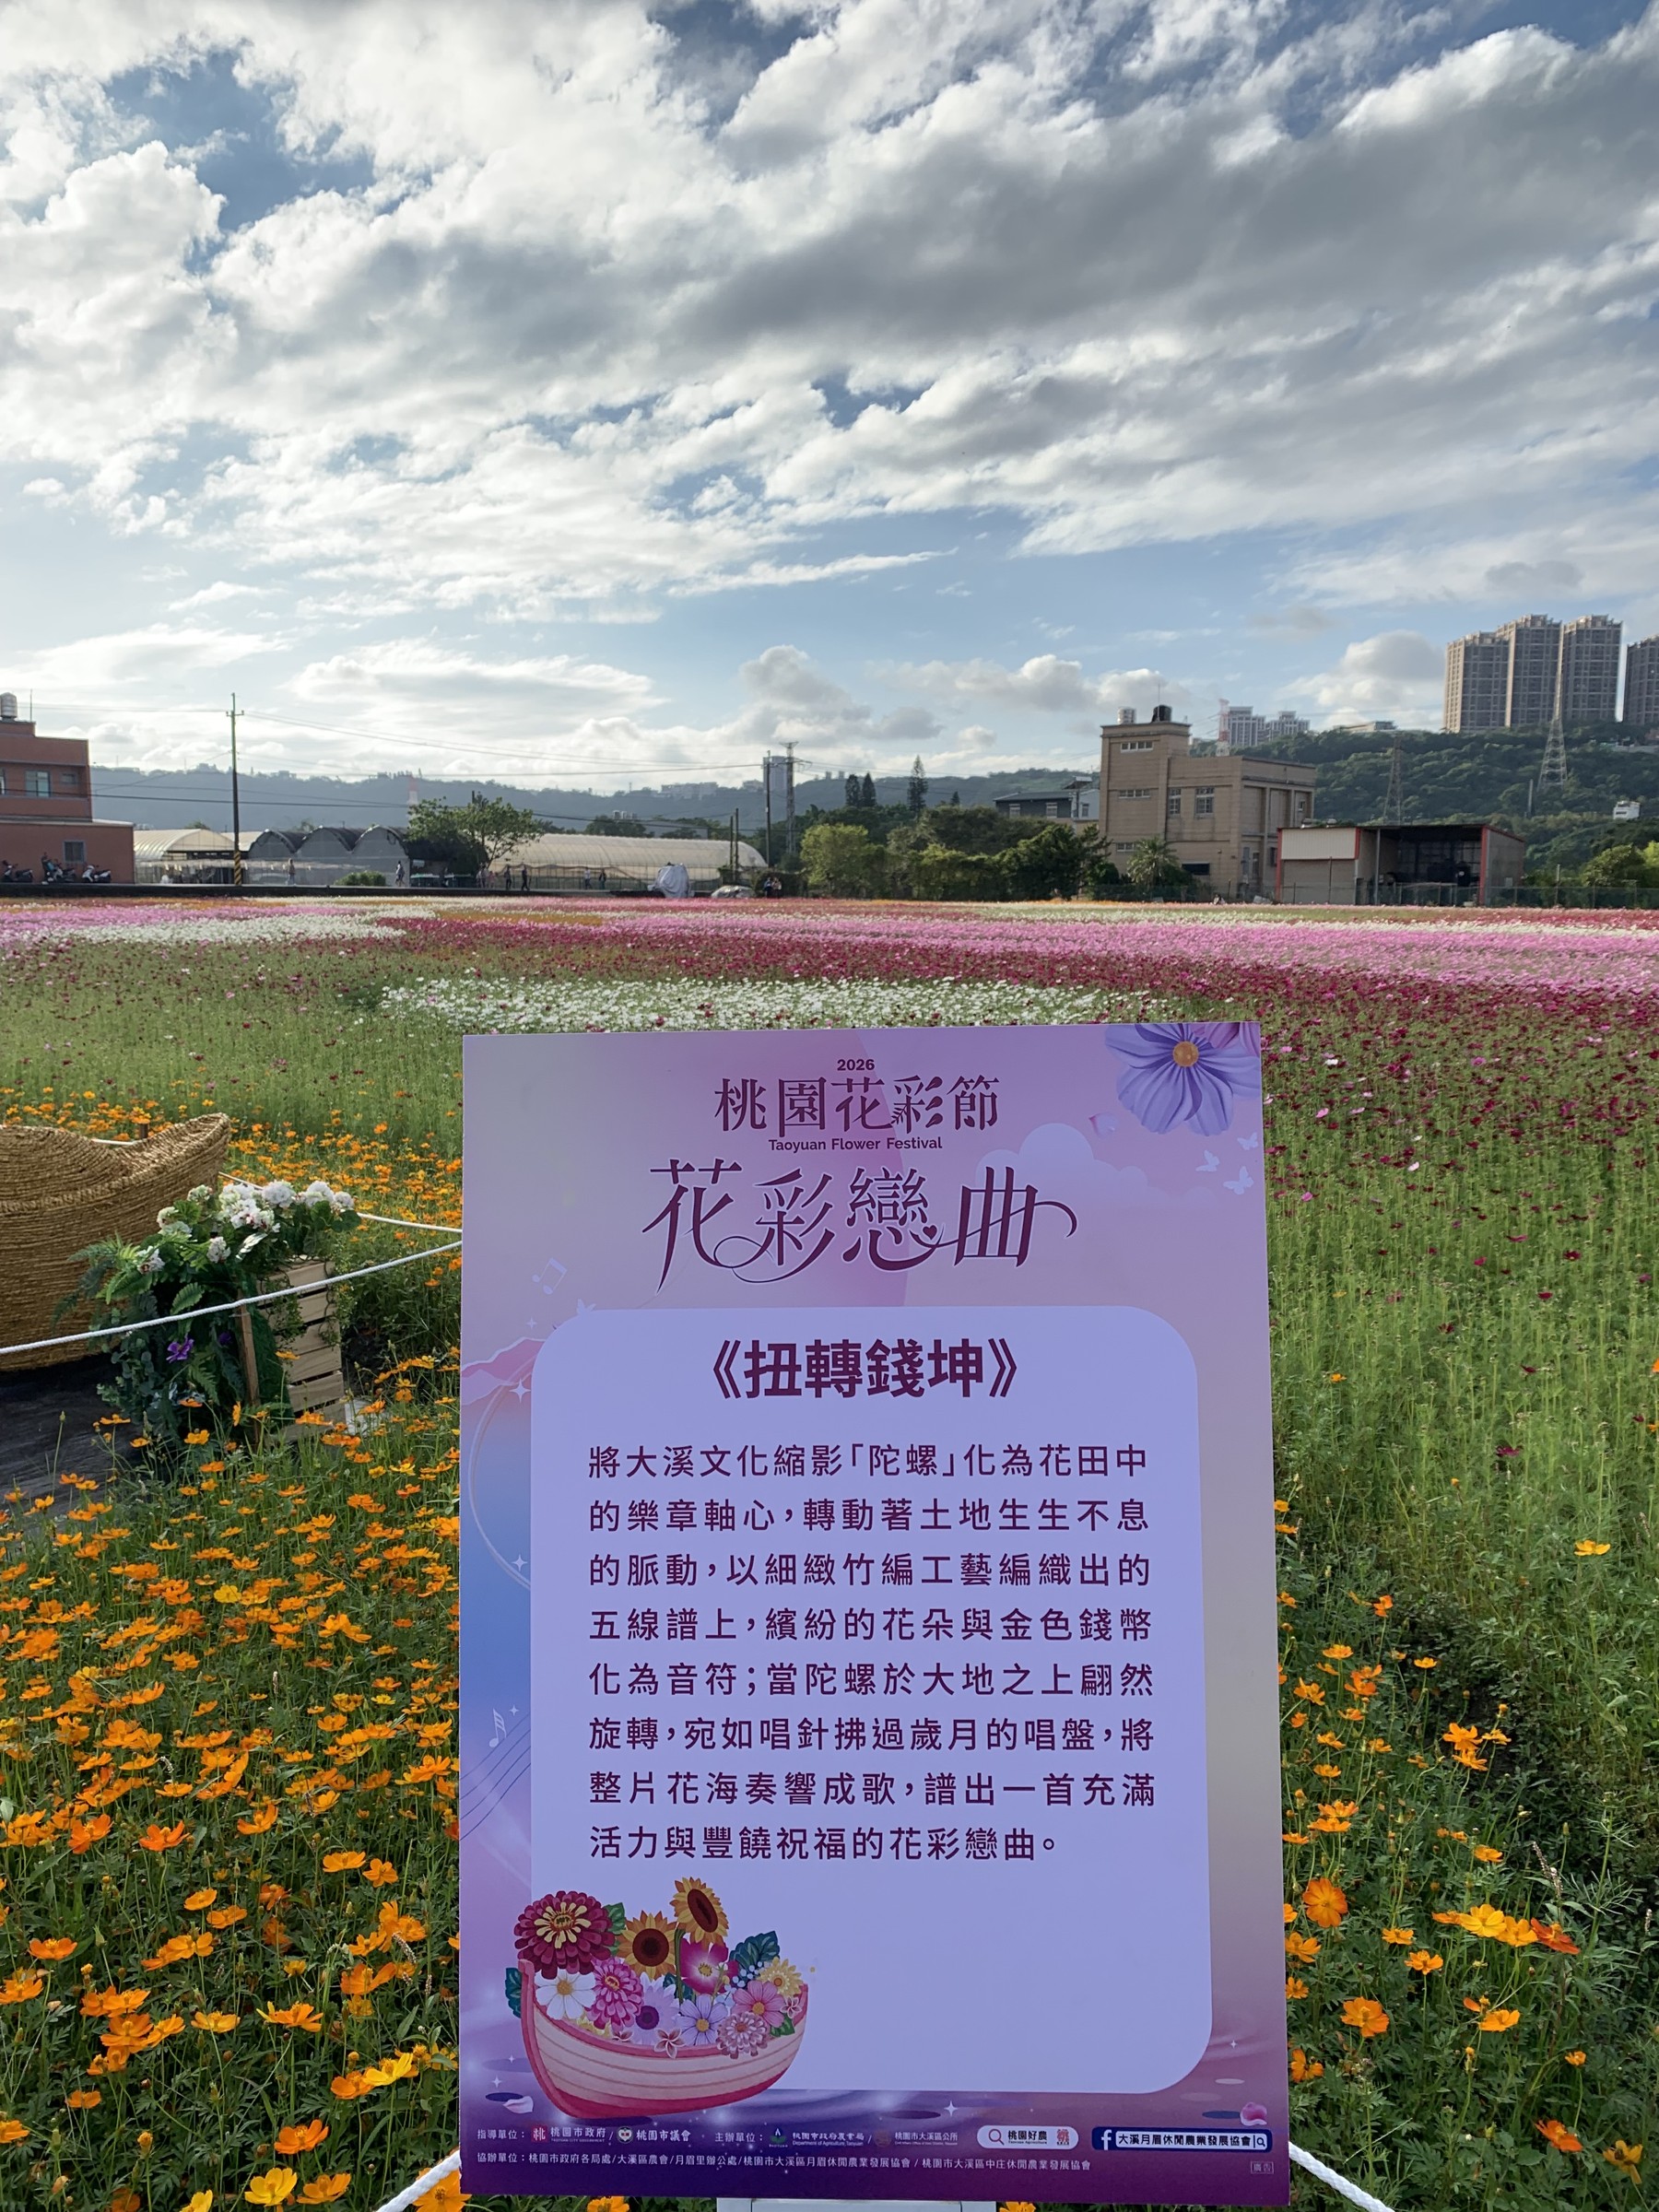 2026
桃園花彩節
Taoyuan Flower Festival
花彩戀曲
《扭轉錢坤》
將大溪文化縮影「陀螺」化為花田中
的樂章軸心，轉動著土地生生不息
的脈動，以細緻竹編工藝編織出的
五線譜上，繽紛的花朵與金色錢幣
化為音符；當陀螺於大地之上翩然
旋轉，宛如唱針拂過歲月的唱盤，將
整片花海奏響成歌，譜出一首充滿
活力與豐饒祝福的花彩戀曲。
指導單位： 桃園市政府 / 桃園市議會 主辦單位： 桃園市政府農業局 / 桃園市大溪區公所 桃園好農 大溪月眉休閒農業發展協會
協辦單位：桃園市政府各局處/大溪區農會/月眉里辦公處/桃園市大溪區月眉休閒農業發展協會 / 桃園市大溪區中庄休閒農業發展協會
廣告